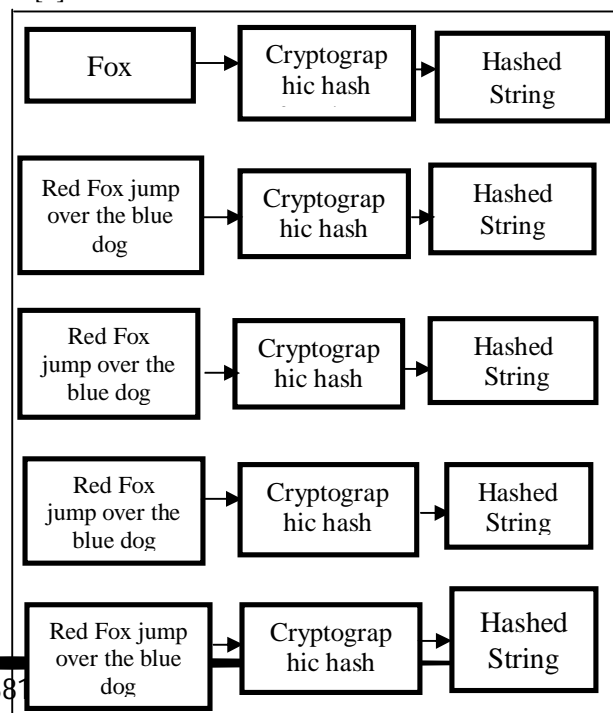 Fox
Cryptograp
hic hash
Hashed
String
Red Fox jump
over the blue
dog
Cryptograp
hic hash
Hashed
String
Red Fox
jump over the
blue dog
Cryptograp
hic hash
Hashed
String
Red Fox
jump over the
blue dog
Cryptograp
hic hash
Hashed
String
Red Fox jump
over the blue
dog
Cryptograp
hic hash
Hashed
String